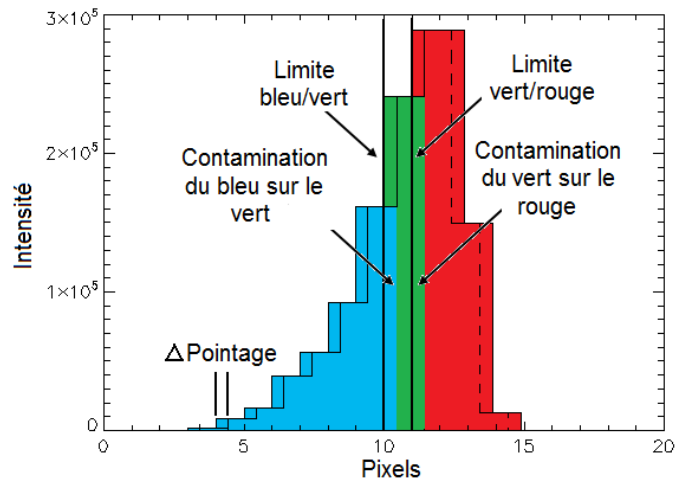 3×10⁵
Limite
bleu/vert
Limite
vert/rouge
2×10⁵
Contamination
du bleu sur le
vert
Contamination
du vert sur le
rouge
Intensité
1×10⁵
Δ Pointage
0
0
5
10
15
20
Pixels